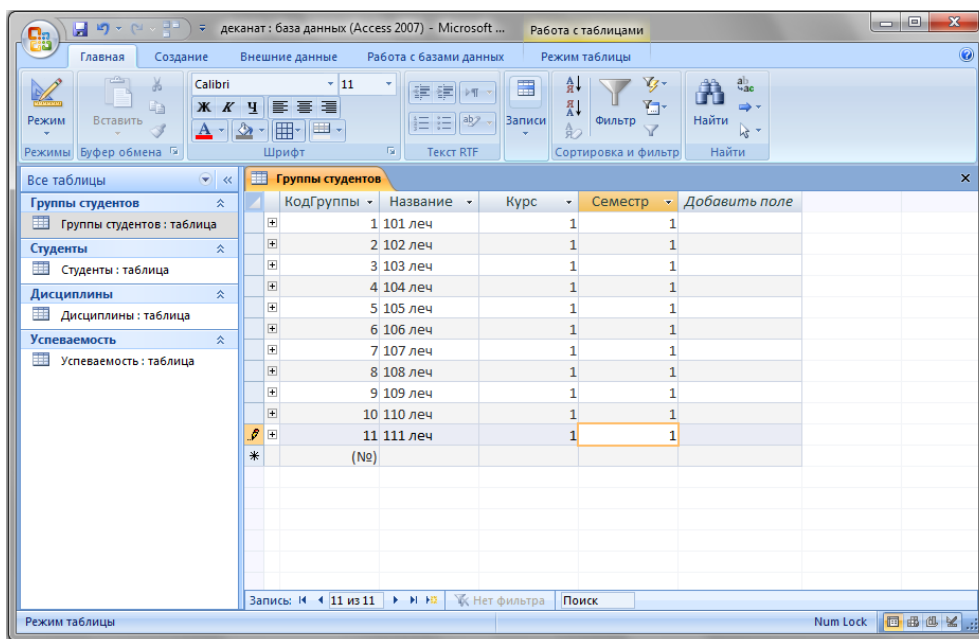 деканат : база данных (Access 2007) - Microsoft ...
Работа с таблицами
Главная Создание Внешние данные Работа с базами данных Режим таблицы
Calibri 11
Ж К Ч
Режим Вставить Записи Фильтр Найти
Режимы Буфер обмена Шрифт Текст RTF Сортировка и фильтр Найти
Все таблицы
Группы студентов
Группы студентов : таблица
Студенты
Студенты : таблица
Дисциплины
Дисциплины : таблица
Успеваемость
Успеваемость : таблица
Группы студентов
КодГруппы Название Курс Семестр Добавить поле
1 101 леч 1 1
2 102 леч 1 1
3 103 леч 1 1
4 104 леч 1 1
5 105 леч 1 1
6 106 леч 1 1
7 107 леч 1 1
8 108 леч 1 1
9 109 леч 1 1
10 110 леч 1 1
11 111 леч 1 1
(№)
Запись: 11 из 11 Нет фильтра Поиск
Режим таблицы Num Lock